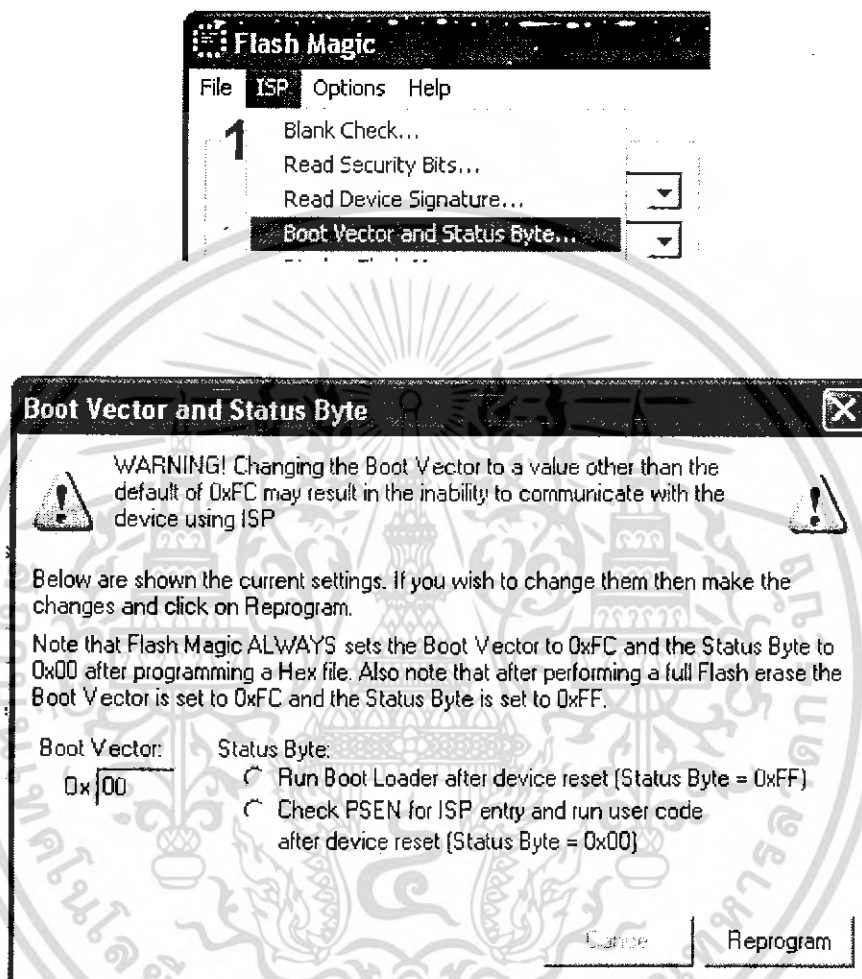 Flash Magic
File ISP Options Help
1
Blank Check...
Read Security Bits...
Read Device Signature...
Boot Vector and Status Byte...
Boot Vector and Status Byte
WARNING! Changing the Boot Vector to a value other than the
default of 0xFC may result in the inability to communicate with the
device using ISP
Below are shown the current settings. If you wish to change them then make the
changes and click on Reprogram.
Note that Flash Magic ALWAYS sets the Boot Vector to 0xFC and the Status Byte to
0x00 after programming a Hex file. Also note that after performing a full Flash erase the
Boot Vector is set to 0xFC and the Status Byte is set to 0xFF.
Boot Vector:
0x 00
Status Byte:
Run Boot Loader after device reset (Status Byte = 0xFF)
Check PSEN for ISP entry and run user code
after device reset (Status Byte = 0x00)
Reprogram